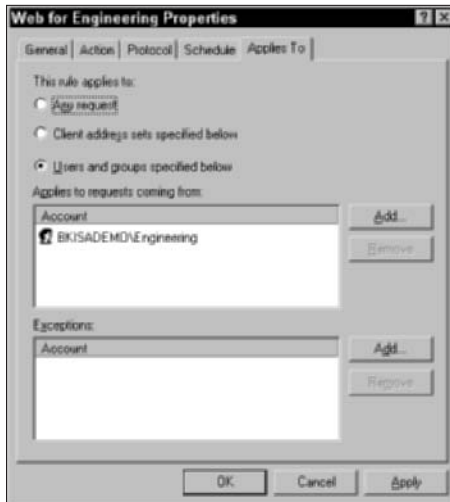 Web for Engineering Properties
General Action Protocol Schedule Applies To
This rule applies to:
Any request
Client address sets specified below
Users and groups specified below
Applies to requests coming from:
Account
Add...
BKISADEMO\Engineering
Remove
Exceptions:
Account
Add...
Remove
OK Cancel Apply